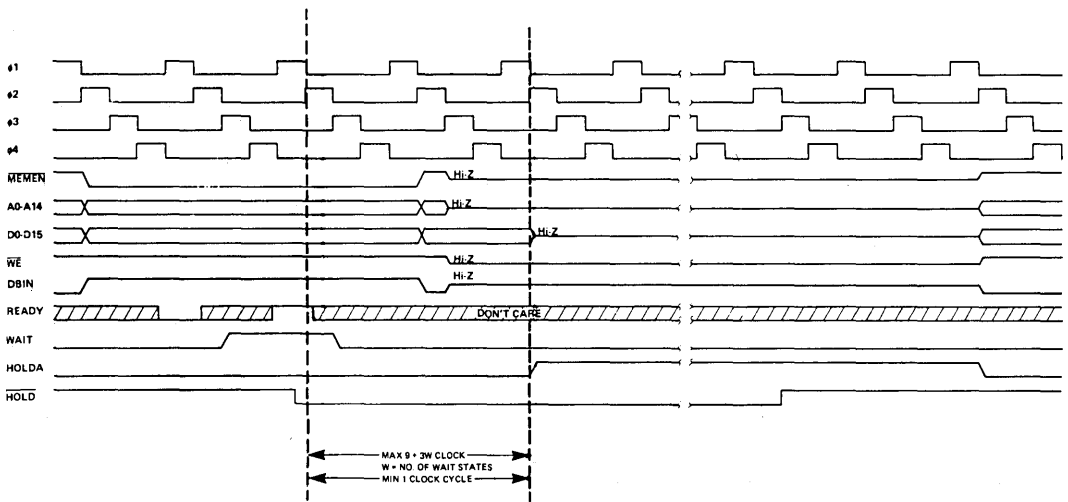 φ1
φ2
φ3
φ4
MEMEN
Hi-Z
A0-A14
Hi-Z
D0-D15
Hi-Z
WE
Hi-Z
DBIN
Hi-Z
READY
DON'T CARE
WAIT
HOLDA
HOLD
MAX 9 + 3W CLOCK
W = NO. OF WAIT STATES
MIN 1 CLOCK CYCLE